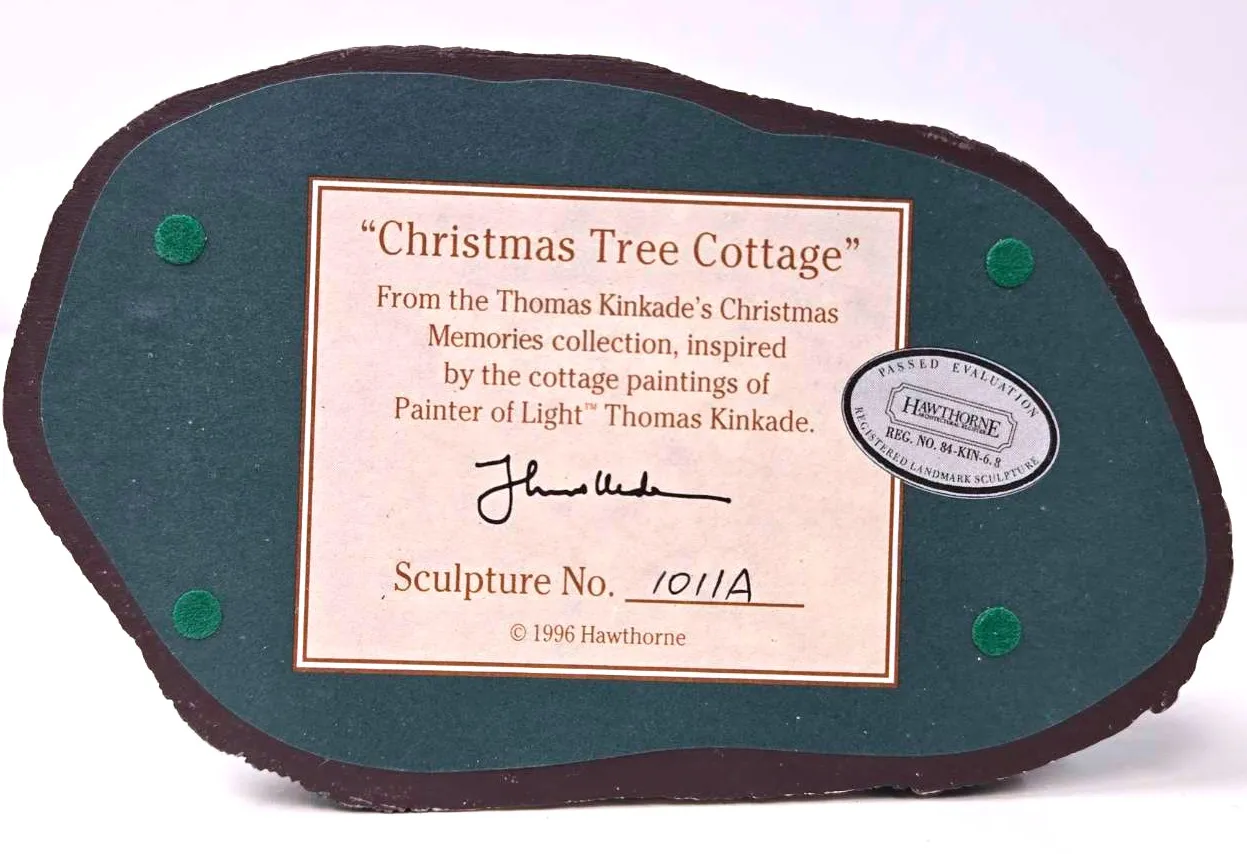 “Christmas Tree Cottage”
From the Thomas Kinkade’s Christmas
Memories collection, inspired
by the cottage paintings of
Painter of Light™ Thomas Kinkade.
Sculpture No. 1011A
© 1996 Hawthorne
PASSED EVALUATION
HAWTHORNE
ARCHITECTURAL REGISTER
REG. NO. 84-KIN-6.8
REGISTERED LANDMARK SCULPTURE